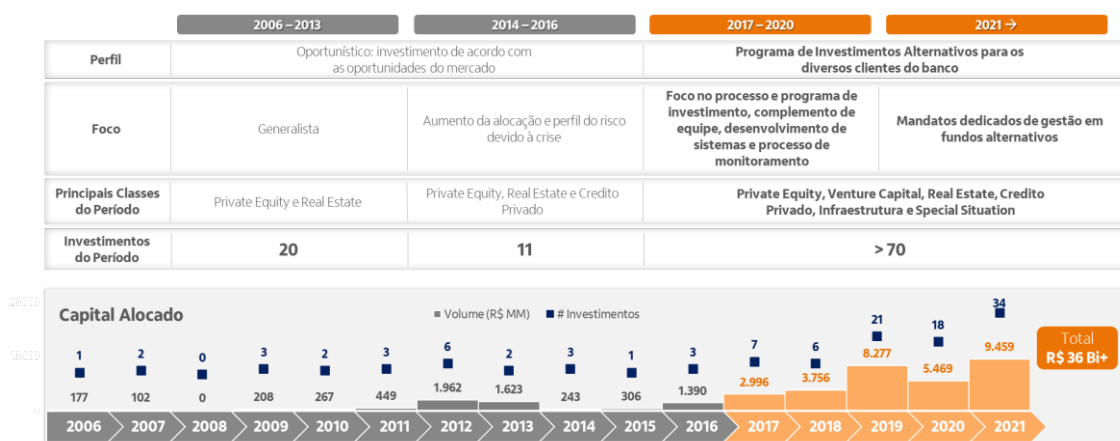 2006 – 2013
2014 – 2016
2017 – 2020
2021 →
Perfil
Oportunístico: investimento de acordo com
as oportunidades do mercado
Programa de Investimentos Alternativos para os
diversos clientes do banco
Foco
Generalista
Aumento da alocação e perfil do risco
devido à crise
Foco no processo e programa de
investimento, complemento de
equipe, desenvolvimento de
sistemas e processo de
monitoramento
Mandatos dedicados de gestão em
fundos alternativos
Principais Classes
do Período
Private Equity e Real Estate
Private Equity, Real Estate e Credito
Privado
Private Equity, Venture Capital, Real Estate, Credito
Privado, Infraestrutura e Special Situation
Investimentos
do Período
20
11
> 70
Capital Alocado
Volume (R$ MM)
# Investimentos
1 2 0 3 2 3 6 2 3 1 3 7 6 21 18 34
177 102 0 208 267 449 1.962 1.623 243 306 1.390 2.996 3.756 8.277 5.469 9.459
Total
R$ 36 Bi+
2006 2007 2008 2009 2010 2011 2012 2013 2014 2015 2016 2017 2018 2019 2020 2021